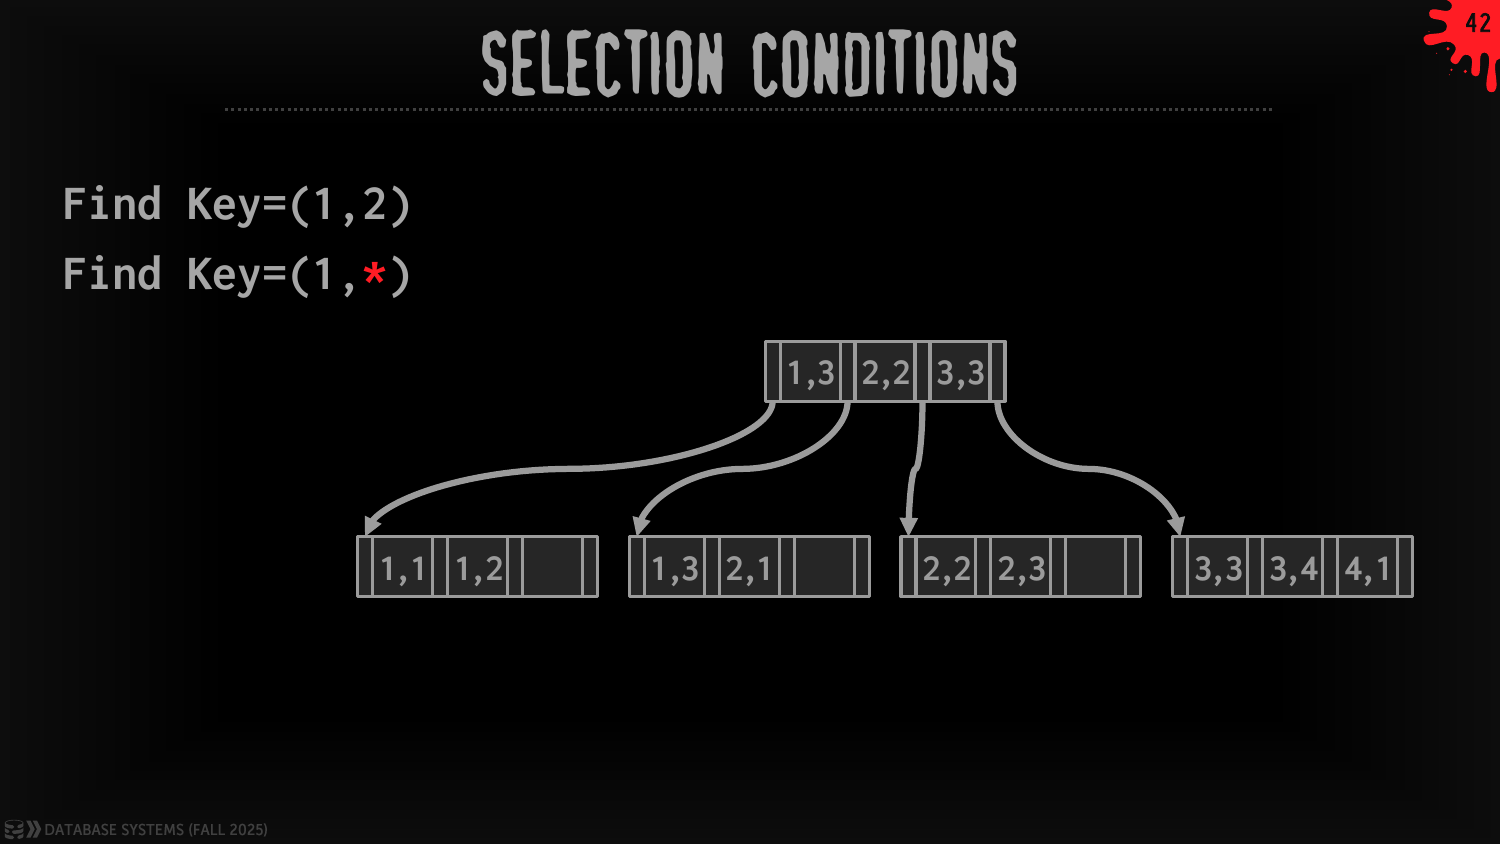 42
SELECTION CONDITIONS
Find Key=(1,2)
Find Key=(1,*)
1,3 2,2 3,3
1,1 1,2 1,3 2,1 2,2 2,3 3,3 3,4 4,1
DATABASE SYSTEMS (FALL 2025)